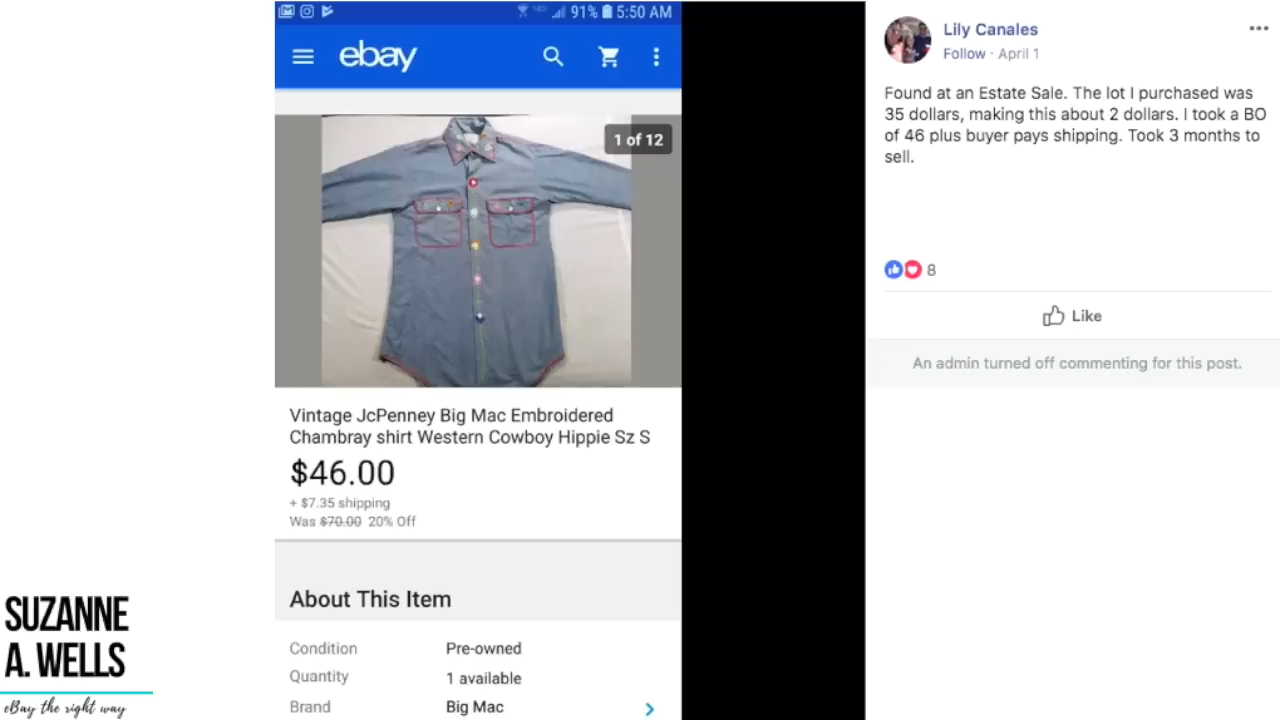 91% 5:50 AM
ebay
1 of 12
Vintage JcPenney Big Mac Embroidered
Chambray shirt Western Cowboy Hippie Sz S
$46.00
+ $7.35 shipping
Was $70.00 20% Off
About This Item
Condition Pre-owned
Quantity 1 available
Brand Big Mac
Lily Canales
Follow · April 1
Found at an Estate Sale. The lot I purchased was
35 dollars, making this about 2 dollars. I took a BO
of 46 plus buyer pays shipping. Took 3 months to
sell.
8
Like
An admin turned off commenting for this post.
SUZANNE
A. WELLS
eBay the right way